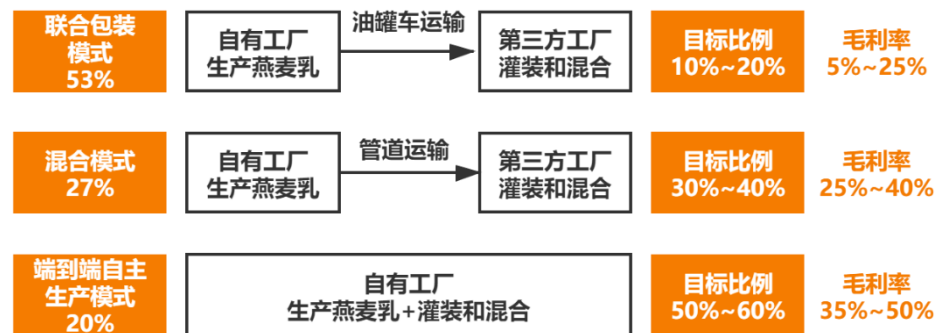 联合包装
模式
53%
自有工厂
生产燕麦乳
油罐车运输
第三方工厂
灌装和混合
目标比例
10%~20%
毛利率
5%~25%
混合模式
27%
自有工厂
生产燕麦乳
管道运输
第三方工厂
灌装和混合
目标比例
30%~40%
毛利率
25%~40%
端到端自主
生产模式
20%
自有工厂
生产燕麦乳+灌装和混合
目标比例
50%~60%
毛利率
35%~50%